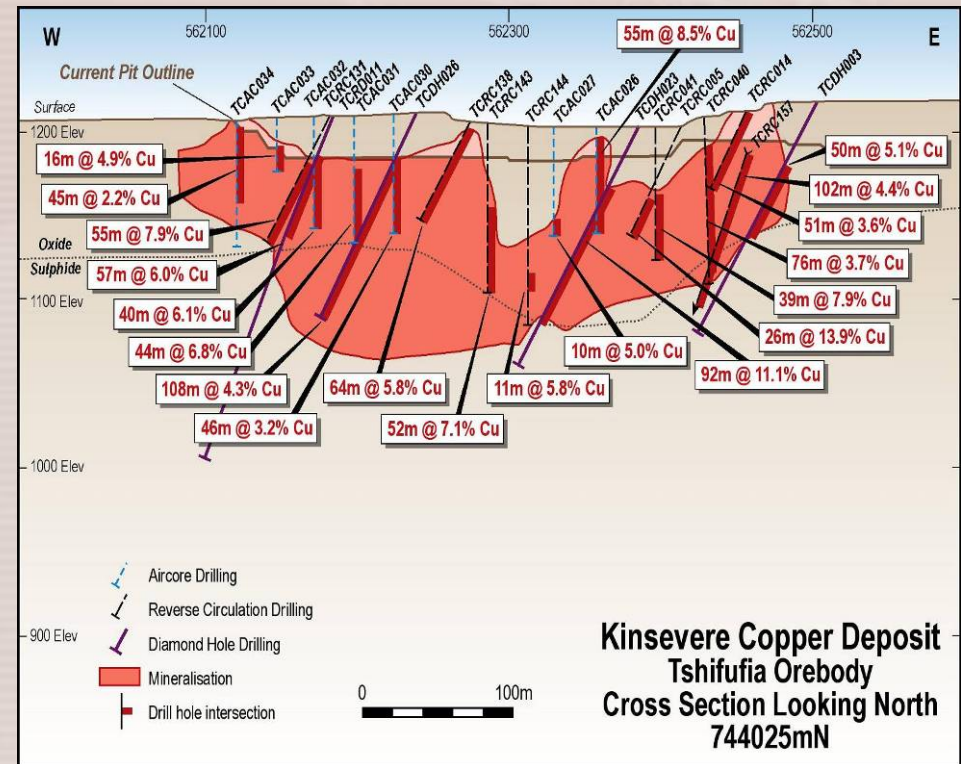 W
562100
562300
562500
E
55m @ 8.5% Cu
Current Pit Outline
TCAC034
TCAC033
TCAC032
TCRC131
TCRD011
TCAC031
TCAC030
TCDH026
TCRC138
TCRC143
TCRC144
TCAC027
TCAC026
TCDH023
TCRC041
TCRC005
TCRC040
TCRC014
TCRC157
TCDH003
Surface
1200 Elev
16m @ 4.9% Cu
45m @ 2.2% Cu
55m @ 7.9% Cu
Oxide
Sulphide
57m @ 6.0% Cu
1100 Elev
40m @ 6.1% Cu
44m @ 6.8% Cu
108m @ 4.3% Cu
46m @ 3.2% Cu
64m @ 5.8% Cu
52m @ 7.1% Cu
11m @ 5.8% Cu
10m @ 5.0% Cu
50m @ 5.1% Cu
102m @ 4.4% Cu
51m @ 3.6% Cu
76m @ 3.7% Cu
39m @ 7.9% Cu
26m @ 13.9% Cu
92m @ 11.1% Cu
1000 Elev
900 Elev
Aircore Drilling
Reverse Circulation Drilling
Diamond Hole Drilling
Mineralisation
Drill hole intersection
0
100m
Kinsevere Copper Deposit
Tshifufia Orebody
Cross Section Looking North
744025mN